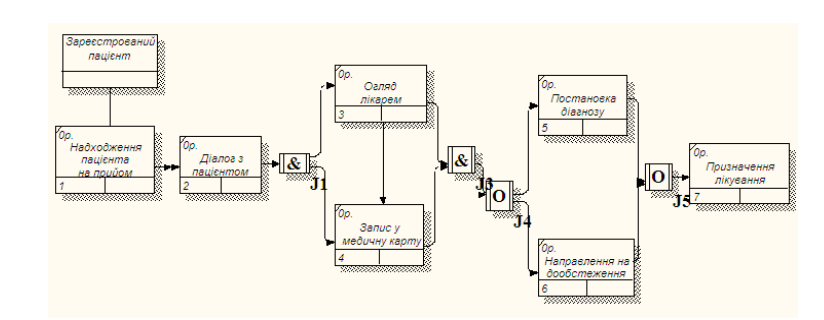 Зареєстрований
пацієнт
0р.
Надходження
пацієнта
на прийом
1
0р.
Діалог з
пацієнтом
2
&
J1
0р.
Огляд
лікарем
3
0р.
Запис у
медичну карту
4
&
J3
O
J4
0р.
Постановка
діагнозу
5
0р.
Направлення на
дообстеження
6
O
J5
0р.
Призначення
лікування
7